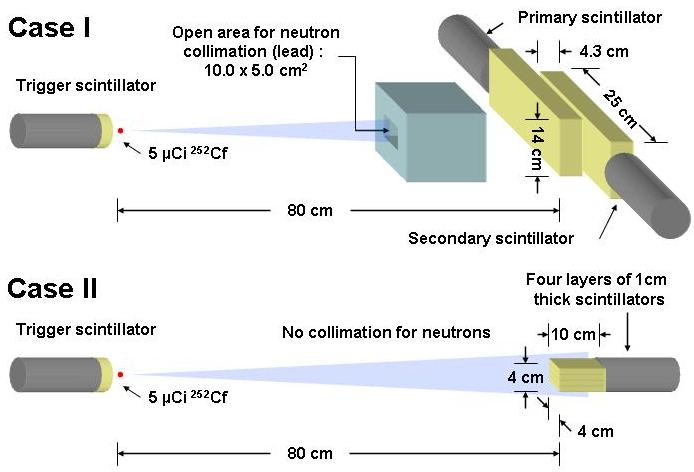 Case I
Open area for neutron
collimation (lead) :
10.0 x 5.0 cm²
Primary scintillator
4.3 cm
25 cm
14 cm
Trigger scintillator
5 μCi ²⁵²Cf
80 cm
Secondary scintillator
Case II
Four layers of 1cm
thick scintillators
Trigger scintillator
No collimation for neutrons
10 cm
4 cm
5 μCi ²⁵²Cf
4 cm
80 cm